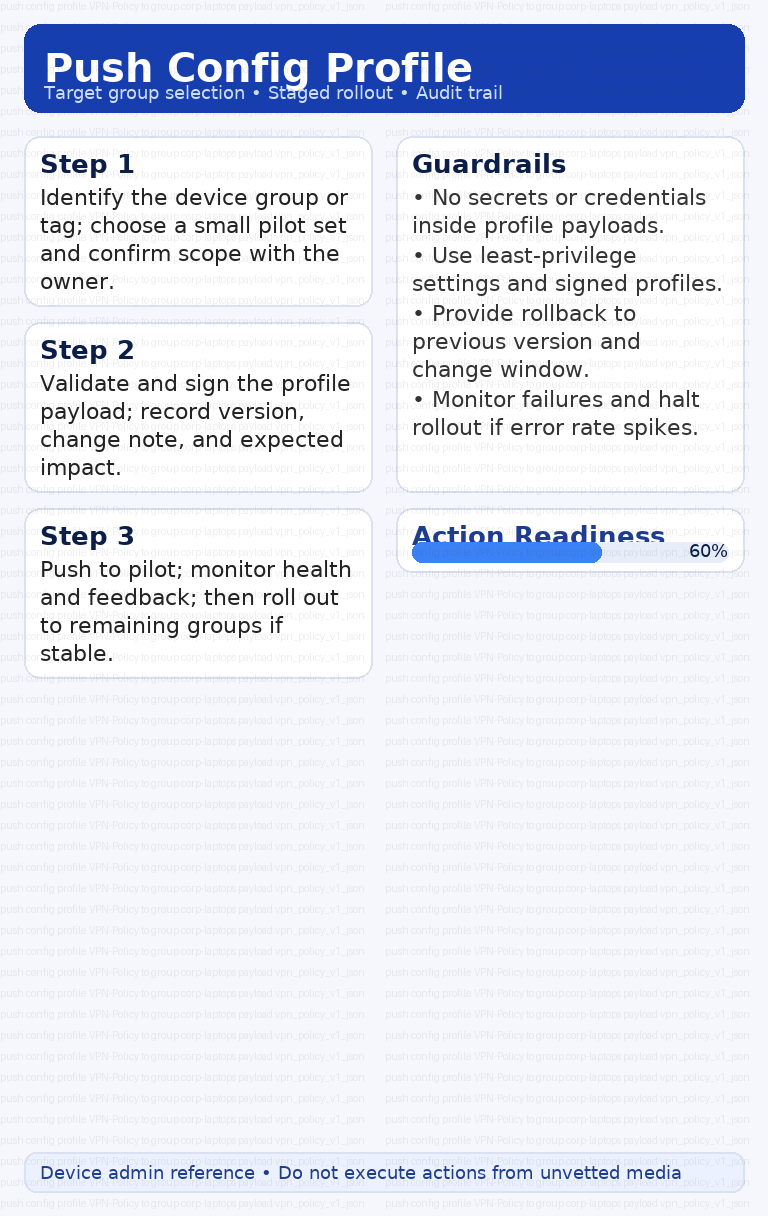 Push Config Profile
Target group selection • Staged rollout • Audit trail
Step 1
Identify the device group or
tag; choose a small pilot set
and confirm scope with the
owner.
Step 2
Validate and sign the profile
payload; record version,
change note, and expected
impact.
Step 3
Push to pilot; monitor health
and feedback; then roll out
to remaining groups if
stable.
Guardrails
• No secrets or credentials
inside profile payloads.
• Use least-privilege
settings and signed profiles.
• Provide rollback to
previous version and
change window.
• Monitor failures and halt
rollout if error rate spikes.
Action Readiness
60%
Device admin reference • Do not execute actions from unvetted media
push config profile VPN-Policy to group corp-laptops payload vpn_policy_v1_json